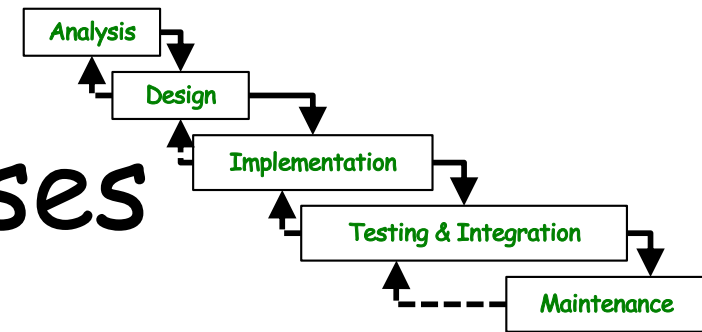 Analysis
Design
Implementation
ses
Testing & Integration
Maintenance